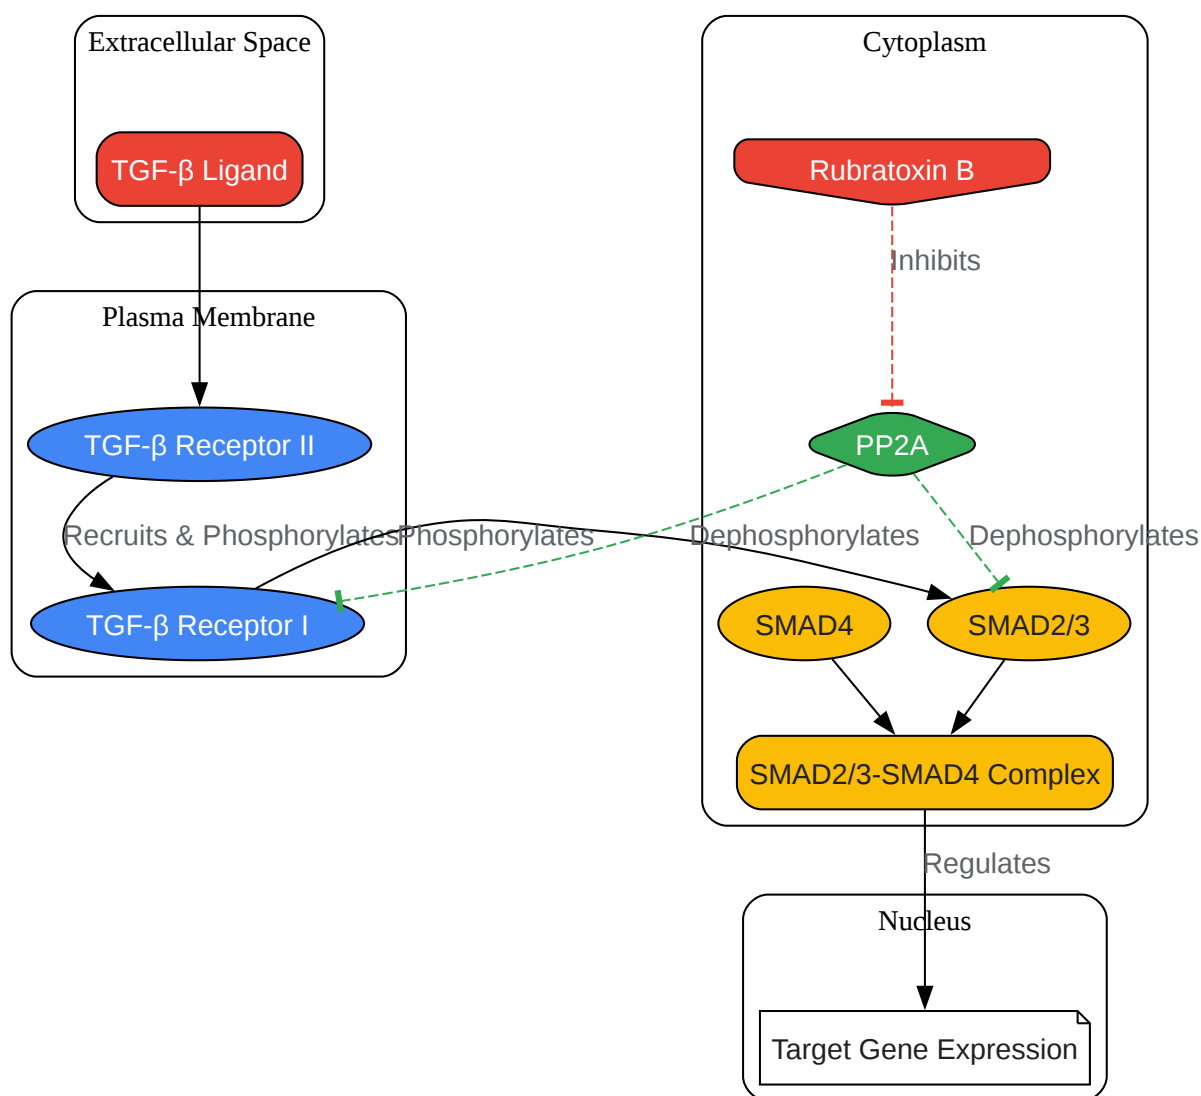 Extracellular Space
Cytoplasm
TGF-β Ligand
Rubratoxin B
Inhibits
Plasma Membrane
TGF-β Receptor II
PP2A
Recruits & Phosphorylates
Phosphorylates
Dephosphorylates
Dephosphorylates
TGF-β Receptor I
SMAD4
SMAD2/3
SMAD2/3-SMAD4 Complex
Regulates
Nucleus
Target Gene Expression